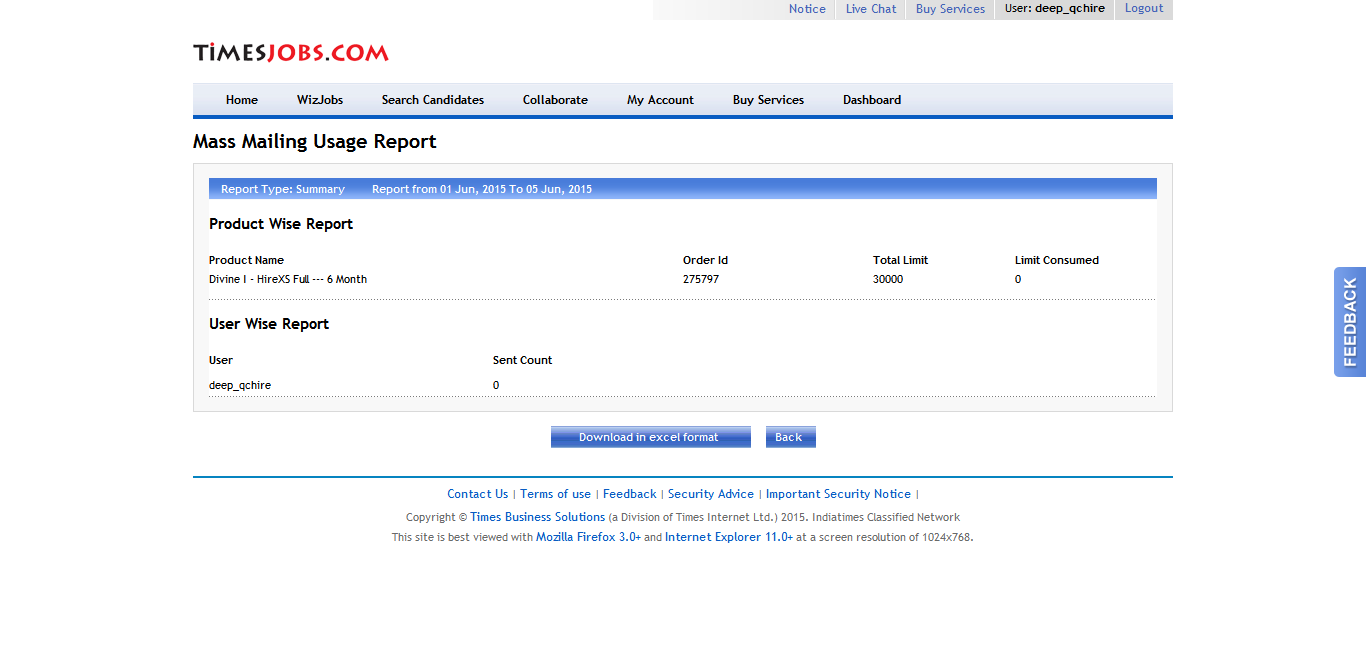 Notice Live Chat Buy Services User: deep_qchire Logout
TiMESJOBS.COM
Home WizJobs Search Candidates Collaborate My Account Buy Services Dashboard
Mass Mailing Usage Report
Report Type: Summary Report from 01 Jun, 2015 To 05 Jun, 2015
Product Wise Report
Product Name Order Id Total Limit Limit Consumed
Divine I - HireXS Full --- 6 Month 275797 30000 0
User Wise Report
User Sent Count
deep_qchire 0
Download in excel format Back
FEEDBACK
Contact Us | Terms of use | Feedback | Security Advice | Important Security Notice |
Copyright © Times Business Solutions (a Division of Times Internet Ltd.) 2015. Indiatimes Classified Network
This site is best viewed with Mozilla Firefox 3.0+ and Internet Explorer 11.0+ at a screen resolution of 1024x768.